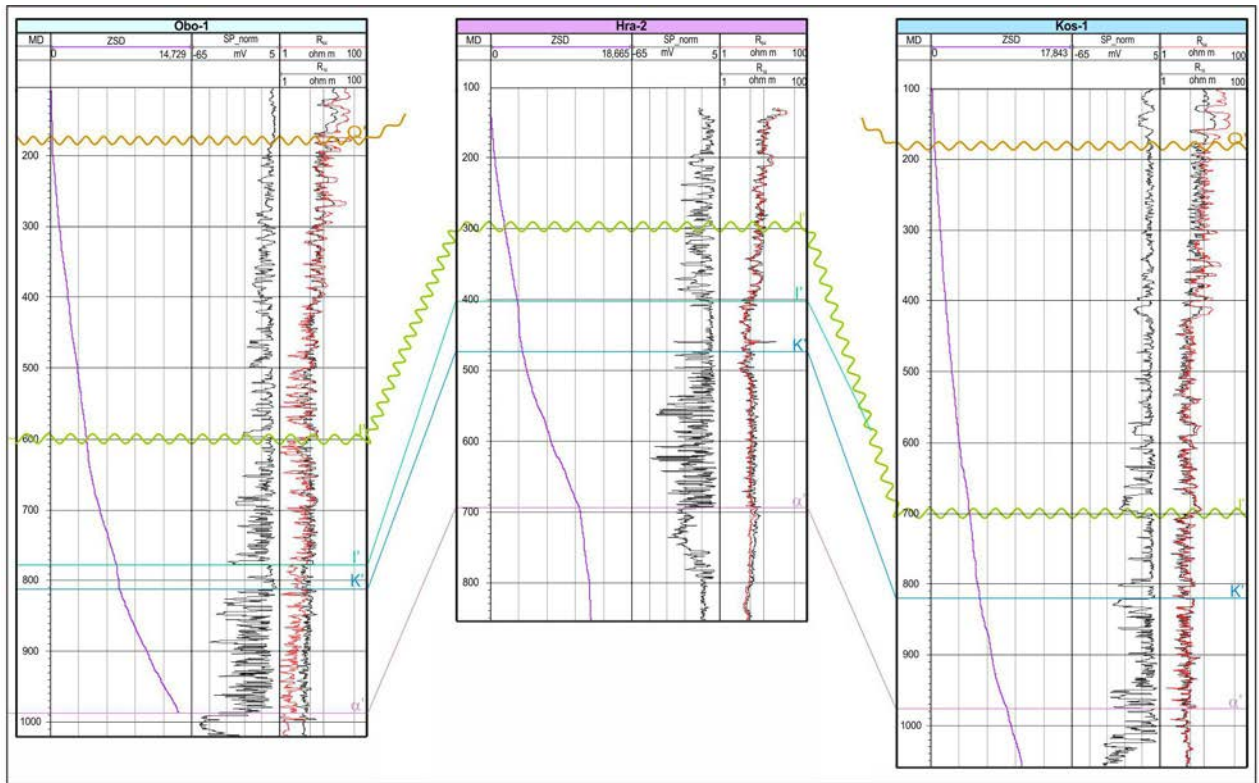 Obo-1
MD ZSD SP_norm
0 14,729 -65 mV 5 1 ohm m 100
1 ohm m 100
Q'
200
300
400
500
600
700
I'
800 K'
900
α'
1000
Hra-2
MD ZSD SP_norm
0 18,665 -65 mV 5 1 ohm m 100
1 ohm m 100
100
200
300
400 I'
K'
500
600
α'
700
800
Kos-1
MD ZSD SP_norm
0 17,843 -65 mV 5 1 ohm m 100
1 ohm m 100
100
Q'
200
300
400
500
600
700
800
K'
900
α'
1000